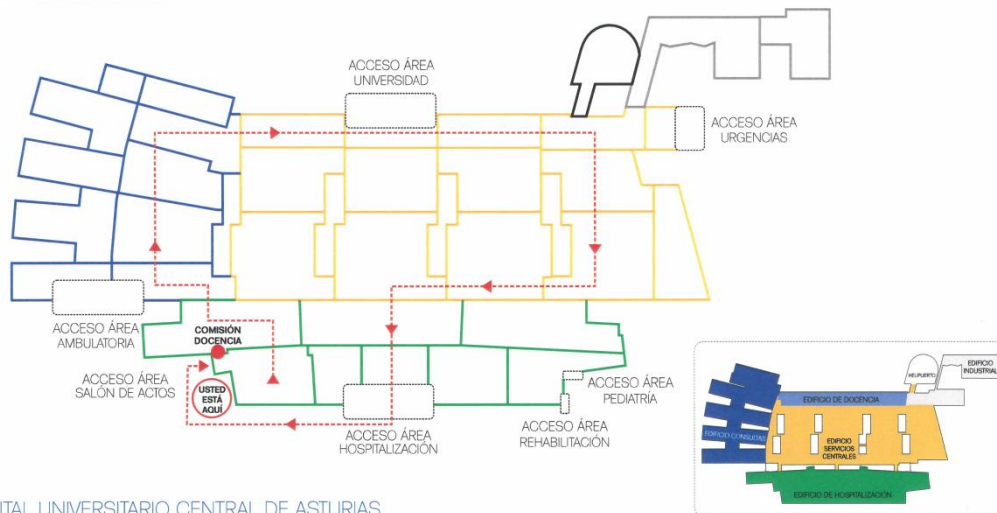 ACCESO ÁREA
UNIVERSIDAD
ACCESO ÁREA
URGENCIAS
ACCESO ÁREA
AMBULATORIA
COMISIÓN
DOCENCIA
ACCESO ÁREA
SALÓN DE ACTOS
USTED
ESTÁ
AQUÍ
ACCESO ÁREA
HOSPITALIZACIÓN
ACCESO ÁREA
PEDIATRÍA
ACCESO ÁREA
REHABILITACIÓN
HELIPUERTO
EDIFICIO
INDUSTRIAL
EDIFICIO DE DOCENCIA
EDIFICIO CONSULTAS
EDIFICIO
SERVICIOS
CENTRALES
EDIFICIO DE HOSPITALIZACIÓN
UNIVERSITARIO CENTRAL DE ASTURIAS